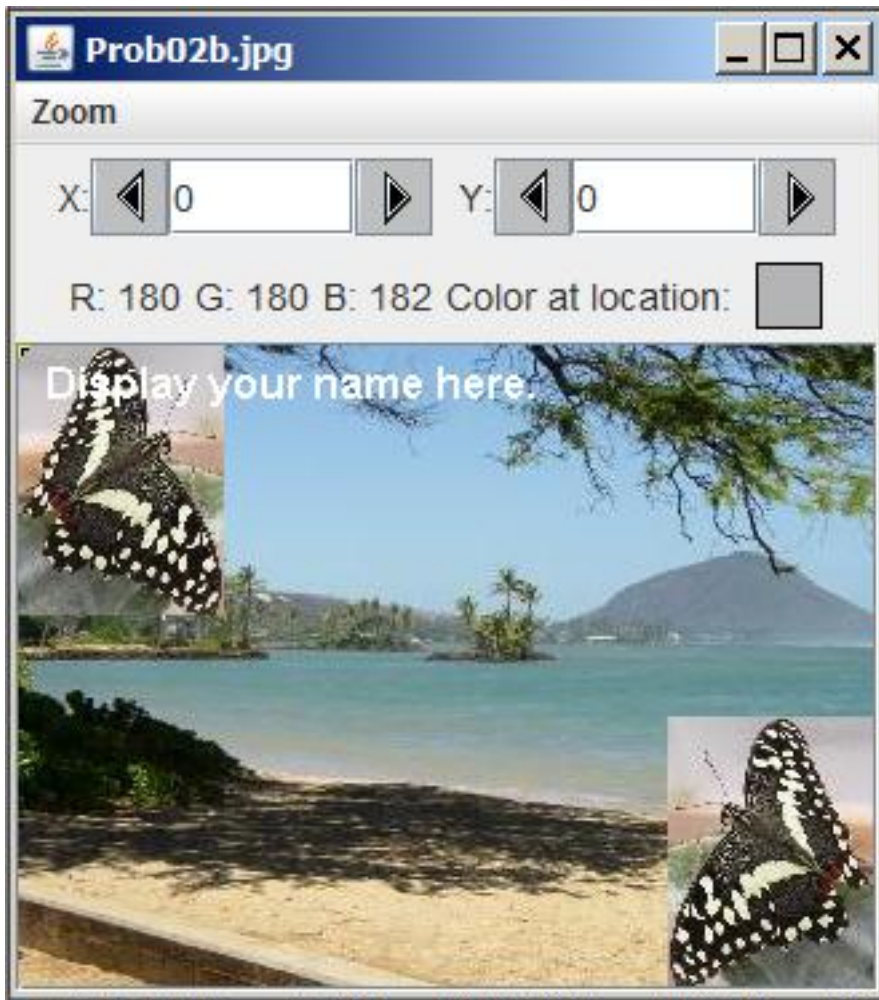 Prob02b.jpg
Zoom
X: 0 Y: 0
R: 180 G: 180 B: 182 Color at location:
Display your name here.